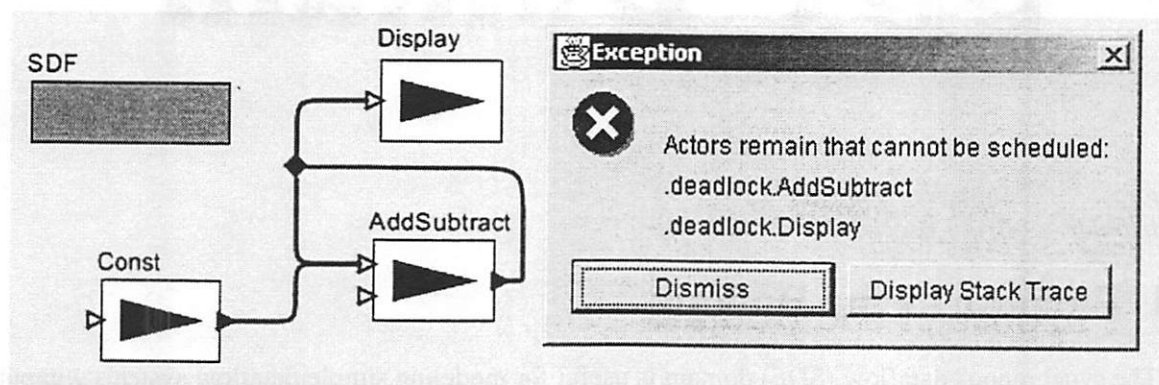 SDF
Display
AddSubtract
Const
Exception
Actors remain that cannot be scheduled:
.deadlock.AddSubtract
.deadlock.Display
Dismiss
Display Stack Trace